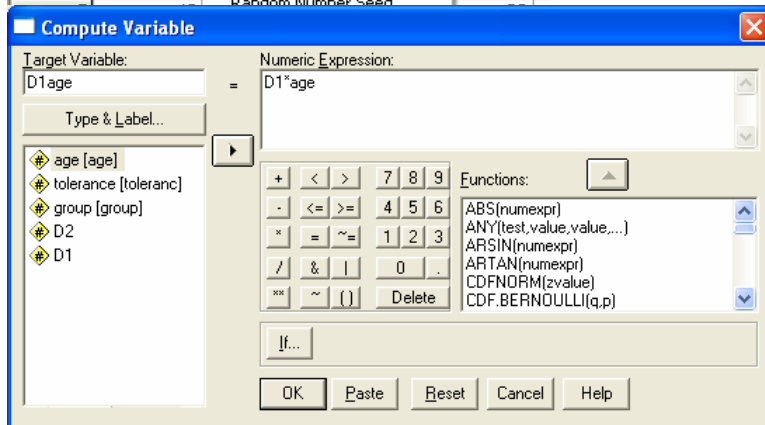 Random Number Seed
Compute Variable
Target Variable:
D1age
=
Numeric Expression:
D1*age
Type & Label...
age [age]
tolerance [toleranc]
group [group]
D2
D1
+ < > 7 8 9
- <= >= 4 5 6
* = ~= 1 2 3
/ & | 0 .
** ~ () Delete
Functions:
ABS(numexpr)
ANY(test,value,value,...)
ARSIN(numexpr)
ARTAN(numexpr)
CDFNORM(zvalue)
CDF.BERNOULLI(q,p)
If...
OK Paste Reset Cancel Help